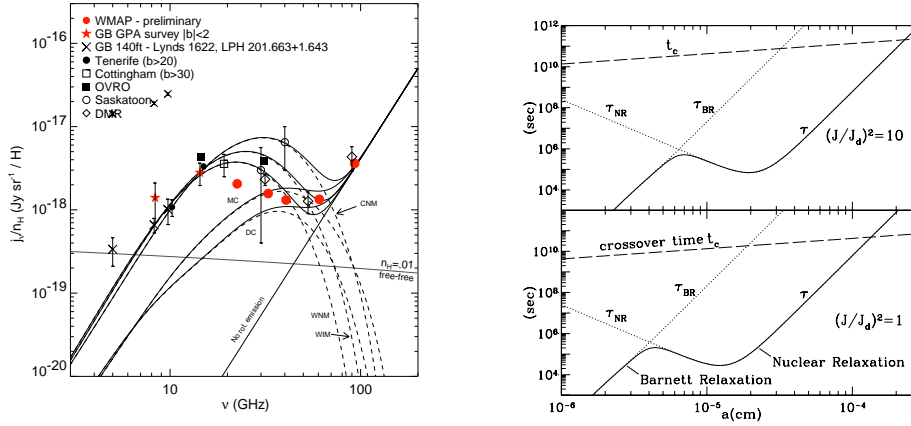 WMAP - preliminary
GB GPA survey |b|<2
GB 140ft - Lynds 1622, LPH 201.663+1.643
Tenerife (b>20)
Cottingham (b>30)
OVRO
Saskatoon
DMR
10^-16
10^-17
10^-18
10^-19
10^-20
j_ν/n_H (Jy sr^-1 / H)
MC
DC
CNM
n_H=.01
free-free
No rot. emission
WNM
WIM
10
100
ν (GHz)
10^12
10^10
10^8
10^6
10^4
(sec)
t_c
τ_NR
τ_BR
τ
(J/J_d)^2=10
10^10
10^8
10^6
10^4
(sec)
crossover time t_c
τ_BR
τ
τ_NR
(J/J_d)^2=1
Nuclear Relaxation
Barnett Relaxation
10^-6
10^-5
10^-4
a(cm)